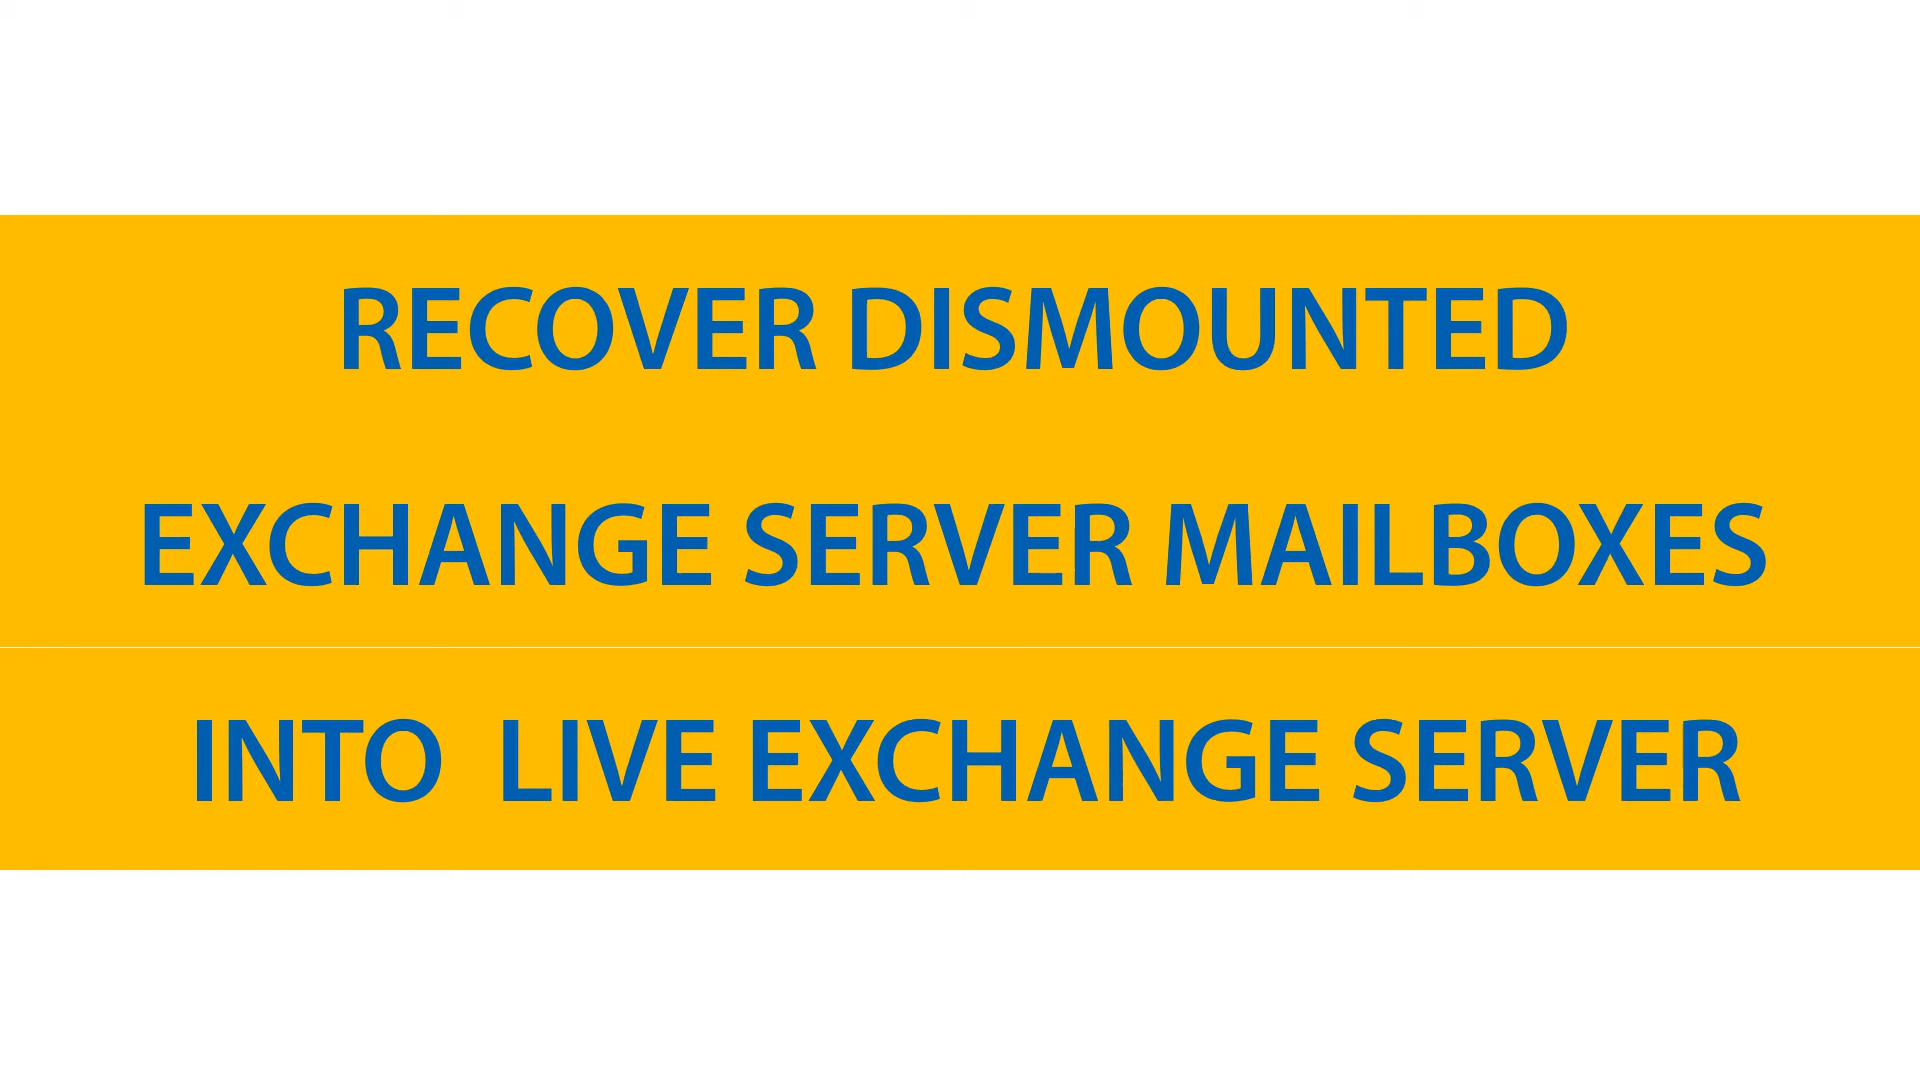 RECOVER DISMOUNTED
EXCHANGE SERVER MAILBOXES
INTO  LIVE EXCHANGE SERVER